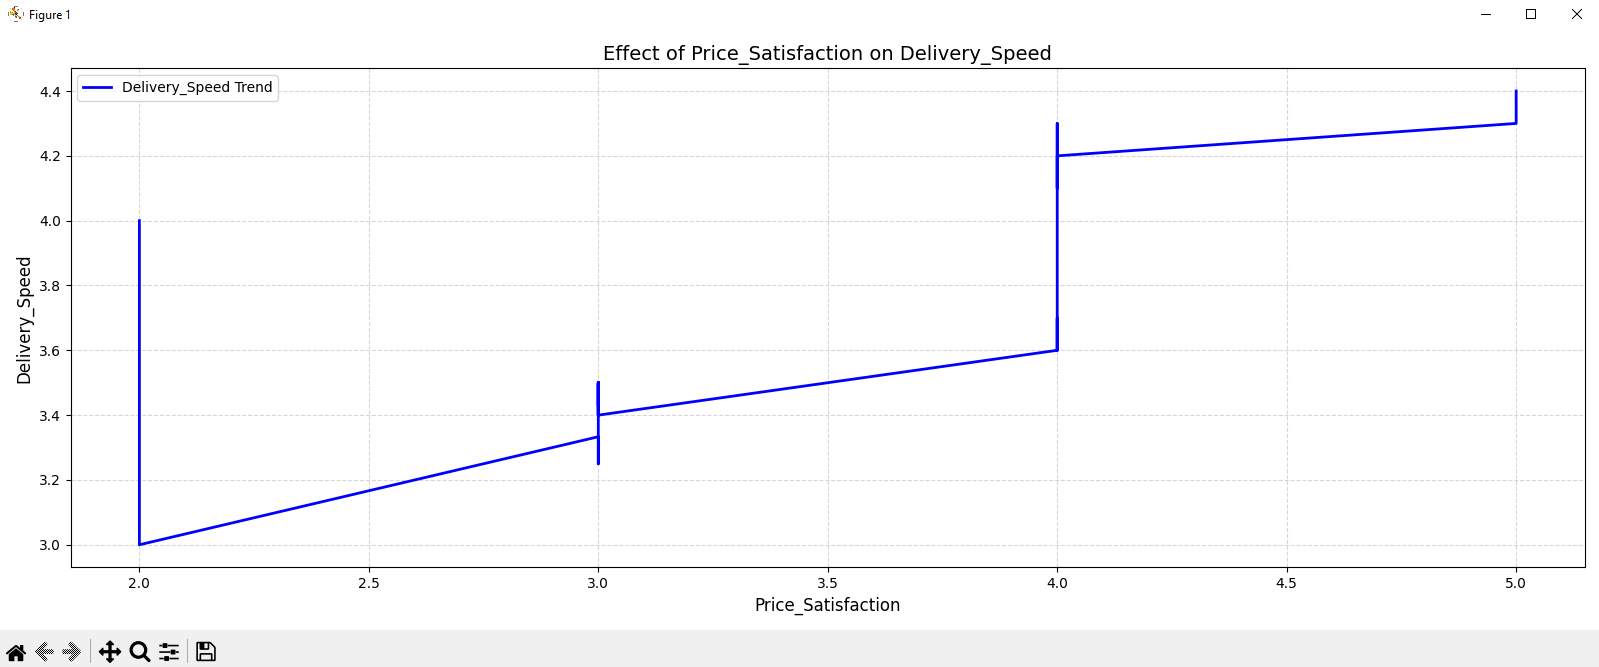 Figure 1
Effect of Price_Satisfaction on Delivery_Speed
Delivery_Speed Trend
4.4
4.2
4.0
3.8
3.6
3.4
3.2
3.0
Delivery_Speed
2.0 2.5 3.0 3.5 4.0 4.5 5.0
Price_Satisfaction